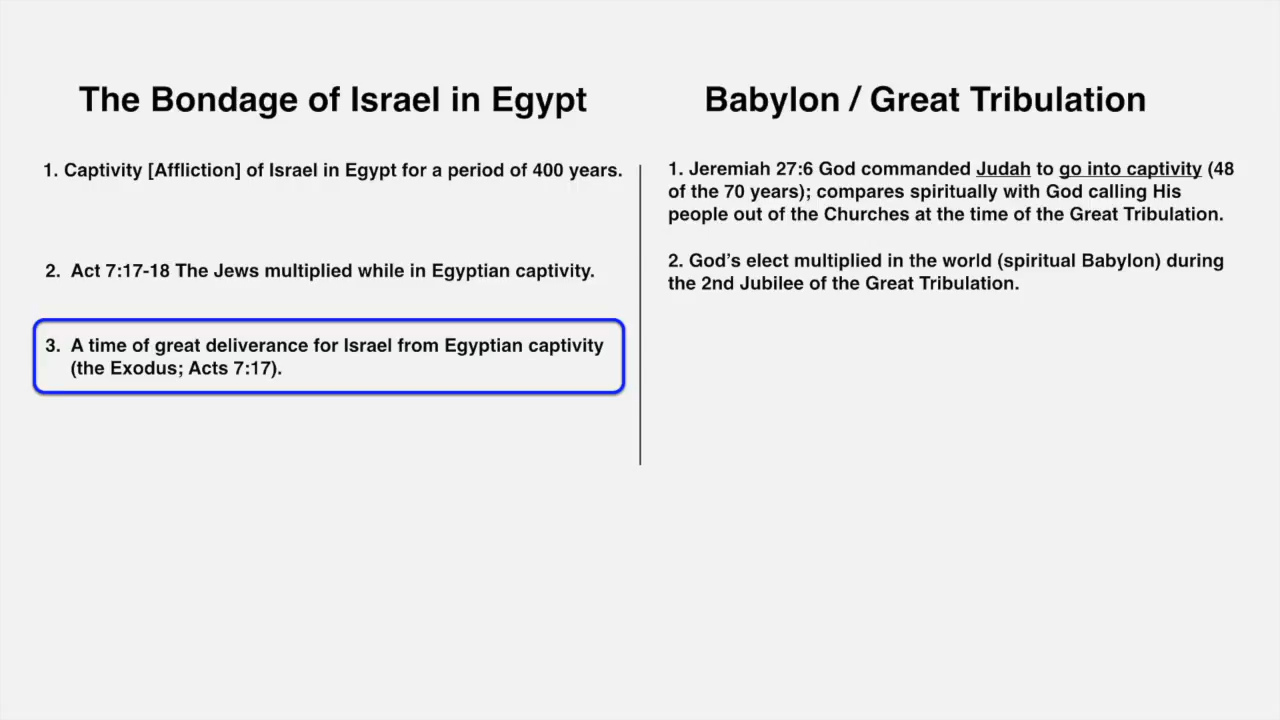 The Bondage of Israel in Egypt
1. Captivity [Affliction] of Israel in Egypt for a period of 400 years.
2. Act 7:17-18 The Jews multiplied while in Egyptian captivity.
3. A time of great deliverance for Israel from Egyptian captivity
(the Exodus; Acts 7:17).
Babylon / Great Tribulation
1. Jeremiah 27:6 God commanded Judah to go into captivity (48
of the 70 years); compares spiritually with God calling His
people out of the Churches at the time of the Great Tribulation.
2. God’s elect multiplied in the world (spiritual Babylon) during
the 2nd Jubilee of the Great Tribulation.